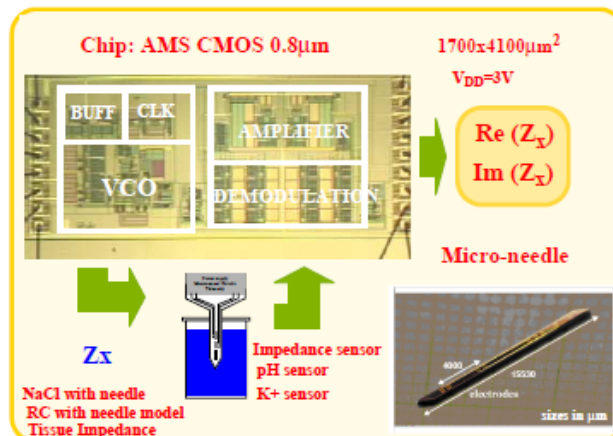 Chip: AMS CMOS 0.8µm
1700x4100µm²
VDD=3V
BUFF
CLK
AMPLIFIER
VCO
DEMODULATION
Re (Zx)
Im (Zx)
Micro-needle
Zx
NaCl with needle
RC with needle model
Tissue Impedance
Impedance sensor
pH sensor
K+ sensor
4000
15530
electrodes
sizes in µm